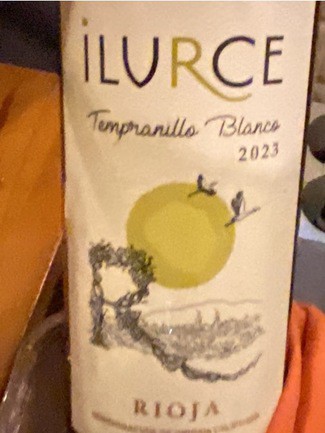 iLURCE
Tempranillo Blanco
2023
RIOJA